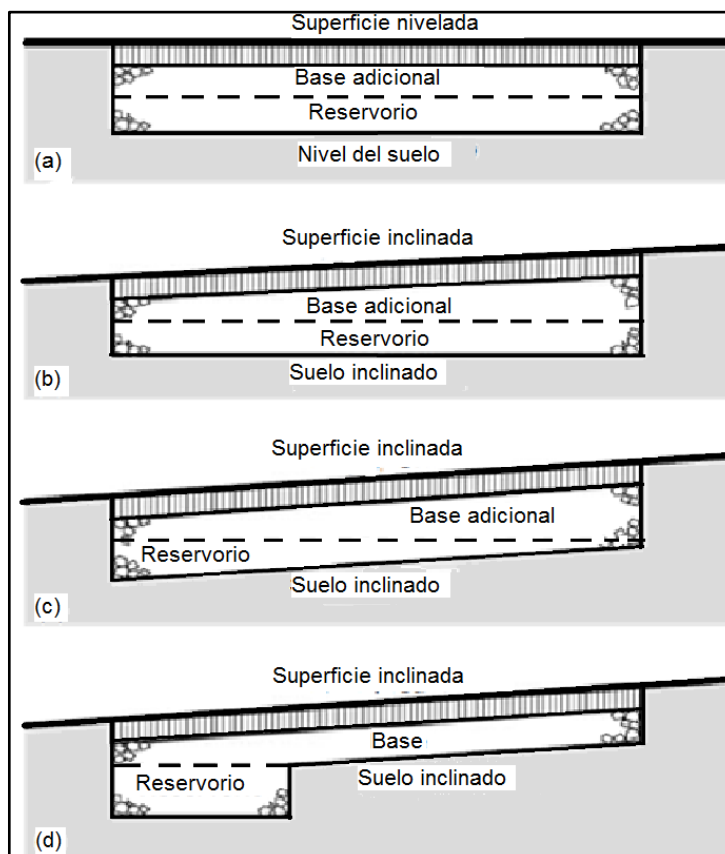 Superficie nivelada
Base adicional
Reservorio
Nivel del suelo
(a)
Superficie inclinada
Base adicional
Reservorio
Suelo inclinado
(b)
Superficie inclinada
Base adicional
Reservorio
Suelo inclinado
(c)
Superficie inclinada
Base
Reservorio
Suelo inclinado
(d)